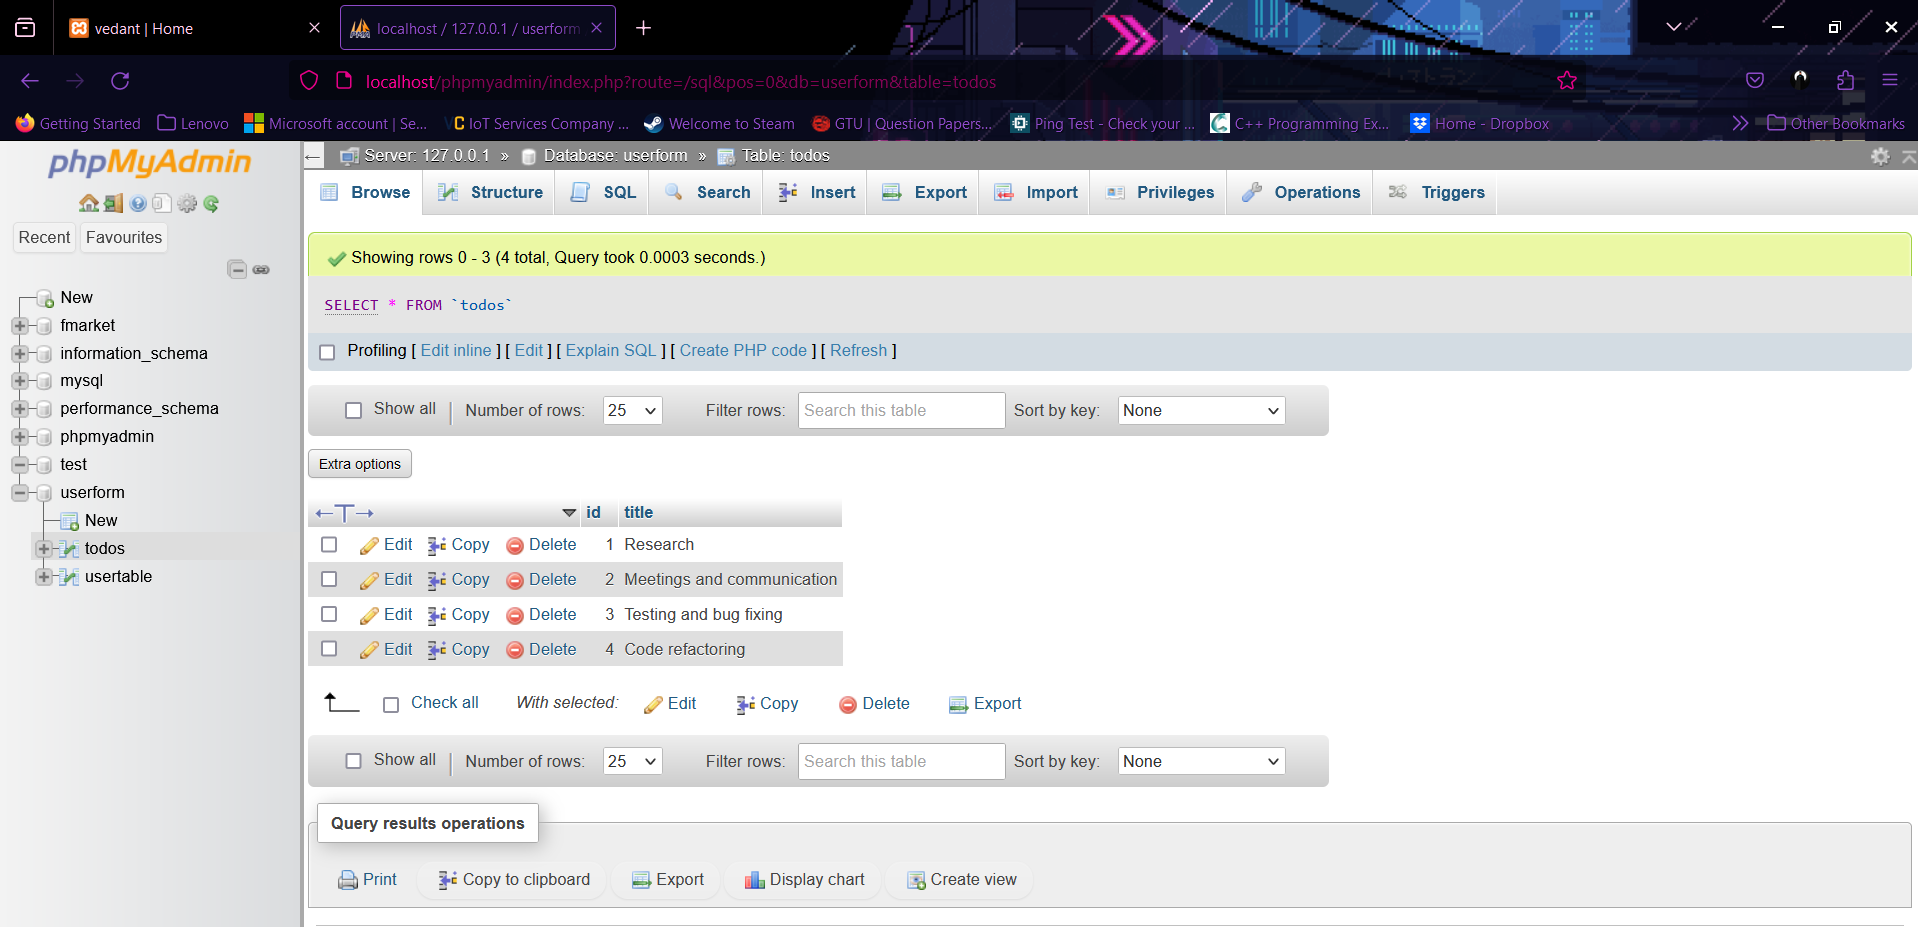 vedant | Home
localhost / 127.0.0.1 / userform
localhost/phpmyadmin/index.php?route=/sql&pos=0&db=userform&table=todos
Getting Started Lenovo Microsoft account | Se... IoT Services Company ... Welcome to Steam GTU | Question Papers... Ping Test - Check your ... C++ Programming Ex... Home - Dropbox Other Bookmarks
phpMyAdmin
Recent Favourites
New
fmarket
information_schema
mysql
performance_schema
phpmyadmin
test
userform
New
todos
usertable
Server: 127.0.0.1 » Database: userform » Table: todos
Browse Structure SQL Search Insert Export Import Privileges Operations Triggers
Showing rows 0 - 3 (4 total, Query took 0.0003 seconds.)
SELECT * FROM `todos`
Profiling [ Edit inline ] [ Edit ] [ Explain SQL ] [ Create PHP code ] [ Refresh ]
Show all | Number of rows: 25 Filter rows: Search this table Sort by key: None
Extra options
←T→ id title
Edit Copy Delete 1 Research
Edit Copy Delete 2 Meetings and communication
Edit Copy Delete 3 Testing and bug fixing
Edit Copy Delete 4 Code refactoring
Check all With selected: Edit Copy Delete Export
Show all | Number of rows: 25 Filter rows: Search this table Sort by key: None
Query results operations
Print Copy to clipboard Export Display chart Create view